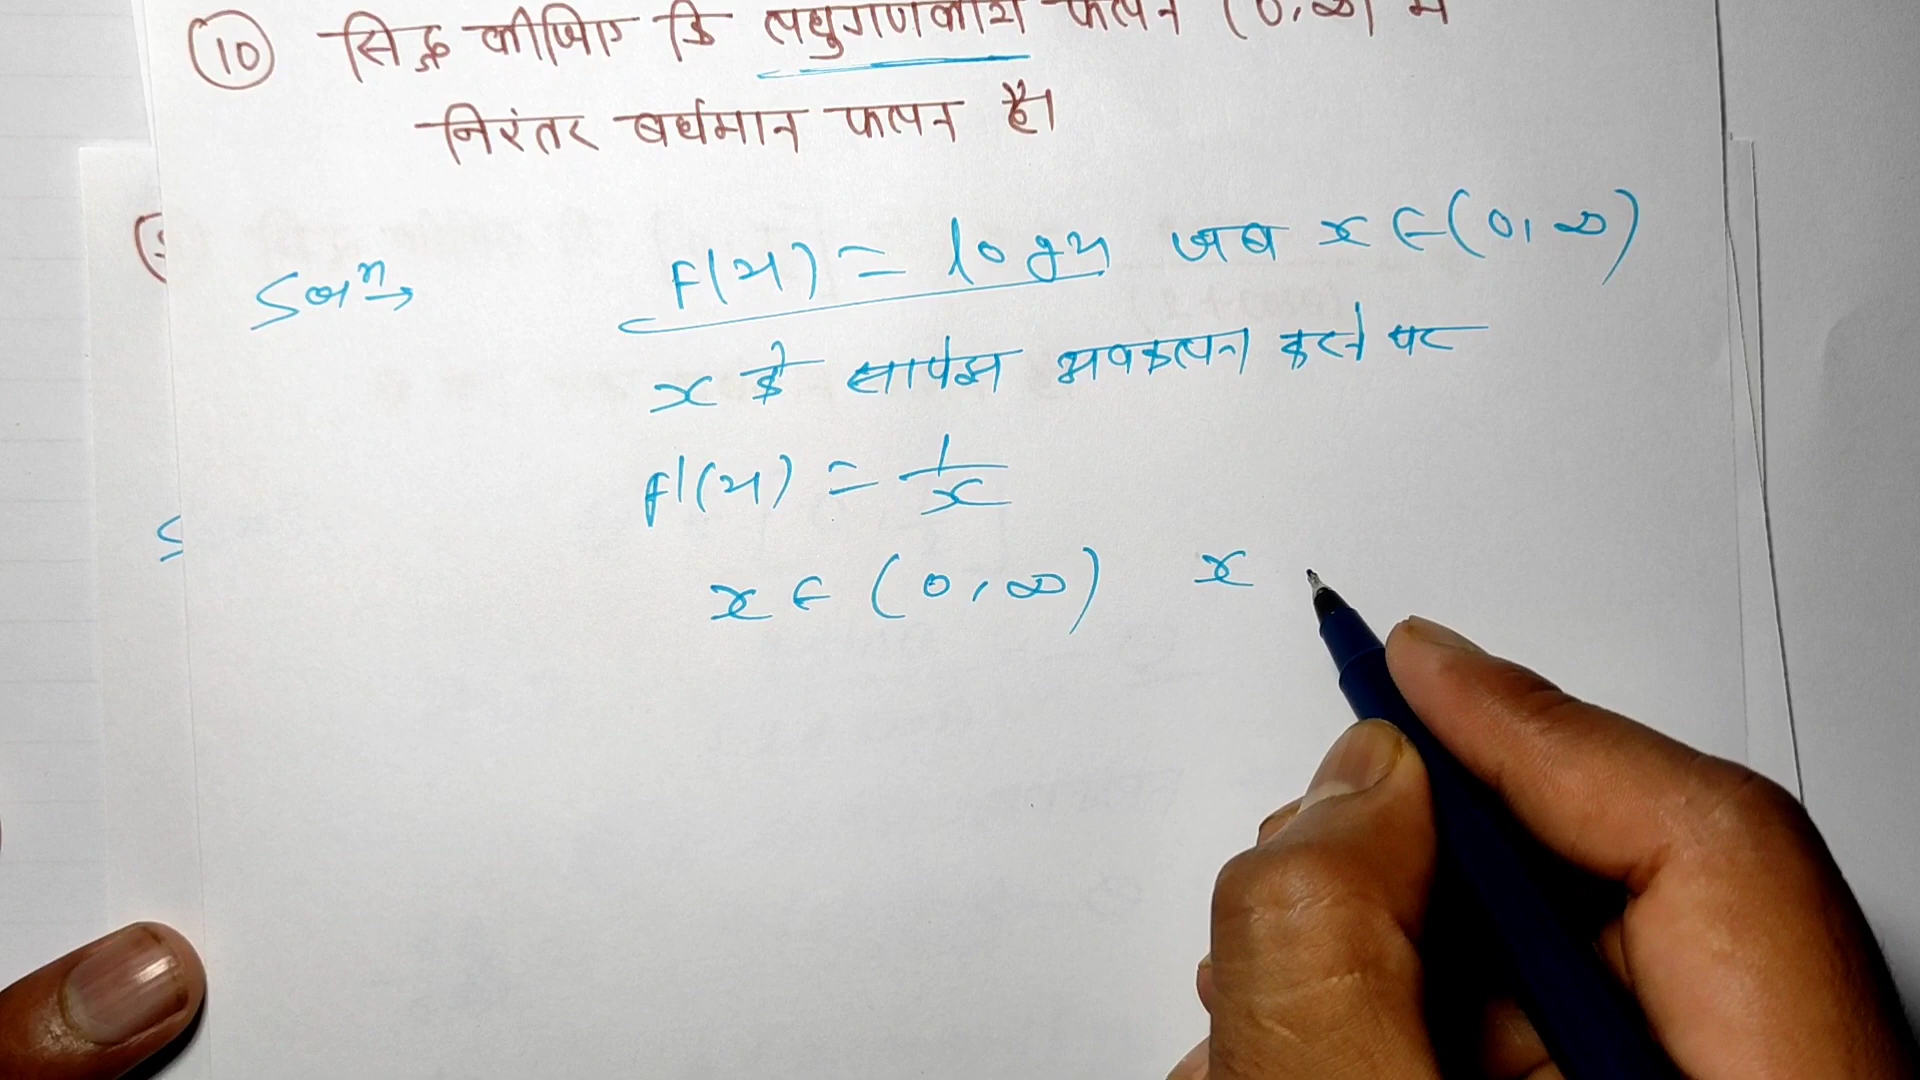 10 सिद्ध कीजिए कि लघुगणकीय फलन (0, ∞) में
निरंतर वर्धमान फलन है।
Solⁿ→ F(x) = log x जब x ∈ (0, ∞)
x के सापेक्ष अवकलन करने पर
F'(x) = 1/x
x ∈ (0, ∞) x